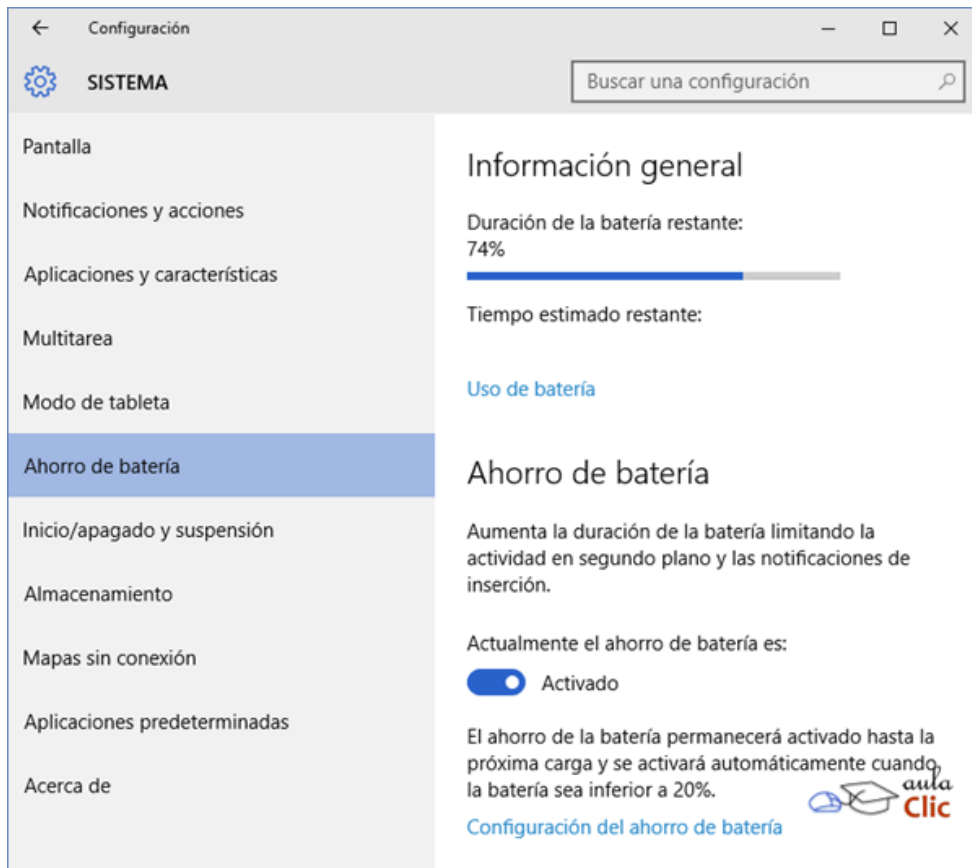 Configuración
SISTEMA
Buscar una configuración
Pantalla
Notificaciones y acciones
Aplicaciones y características
Multitarea
Modo de tableta
Ahorro de batería
Inicio/apagado y suspensión
Almacenamiento
Mapas sin conexión
Aplicaciones predeterminadas
Acerca de
Información general
Duración de la batería restante:
74%
Tiempo estimado restante:
Uso de batería
Ahorro de batería
Aumenta la duración de la batería limitando la
actividad en segundo plano y las notificaciones de
inserción.
Actualmente el ahorro de batería es:
Activado
El ahorro de la batería permanecerá activado hasta la
próxima carga y se activará automáticamente cuando
la batería sea inferior a 20%.
Configuración del ahorro de batería
aula
Clic